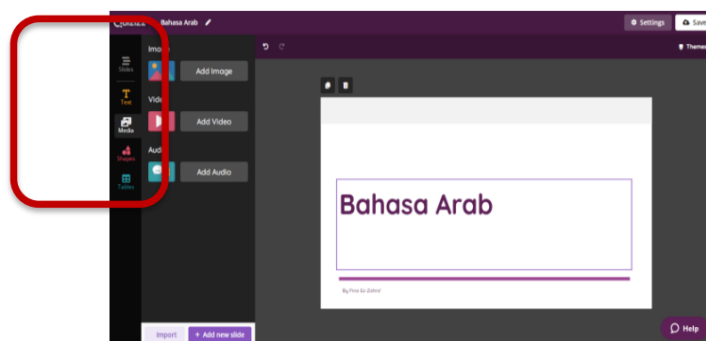 Bahasa Arab
Settings
Save
Slides
Text
Media
Shapes
Tables
Add Image
Add Video
Add Audio
Import
+ Add new slide
Themes
Bahasa Arab
Help